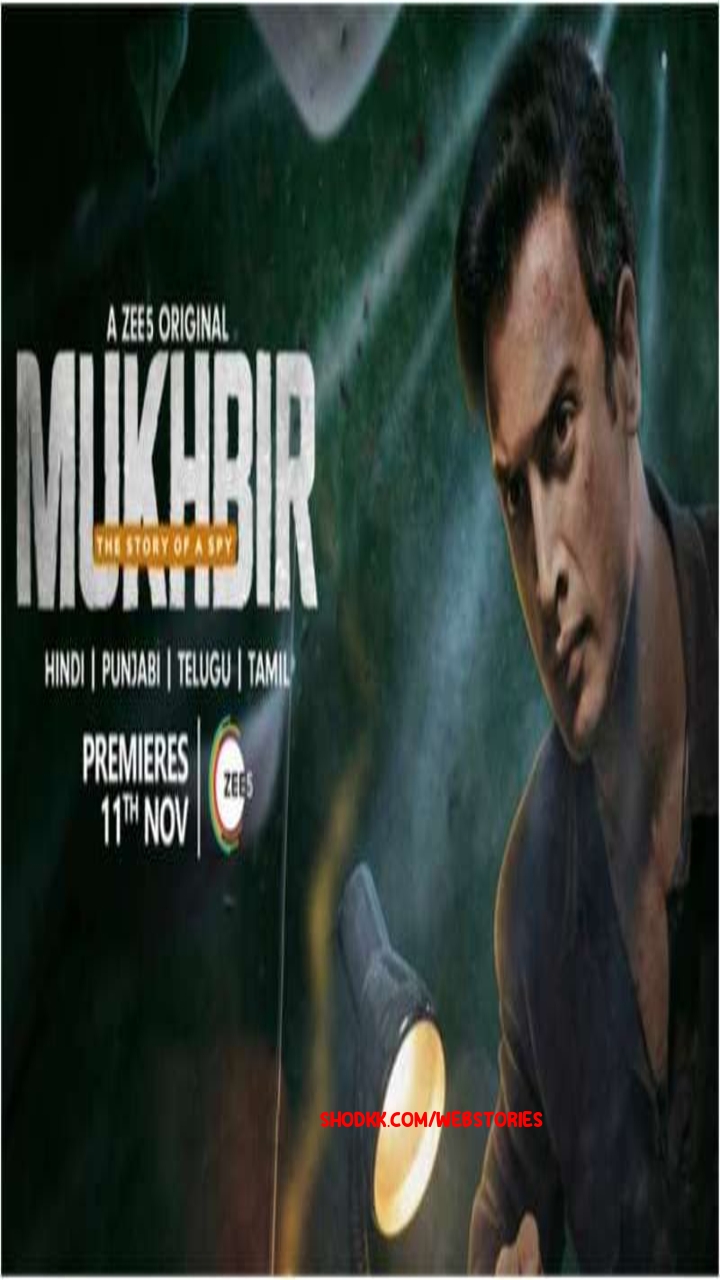 A ZEE5 ORIGINAL
MUKHBIR
THE STORY OF A SPY
HINDI | PUNJABI | TELUGU | TAMIL
PREMIERES
11TH NOV
ZEE5
SHODKK.COM/WEBSTORIES